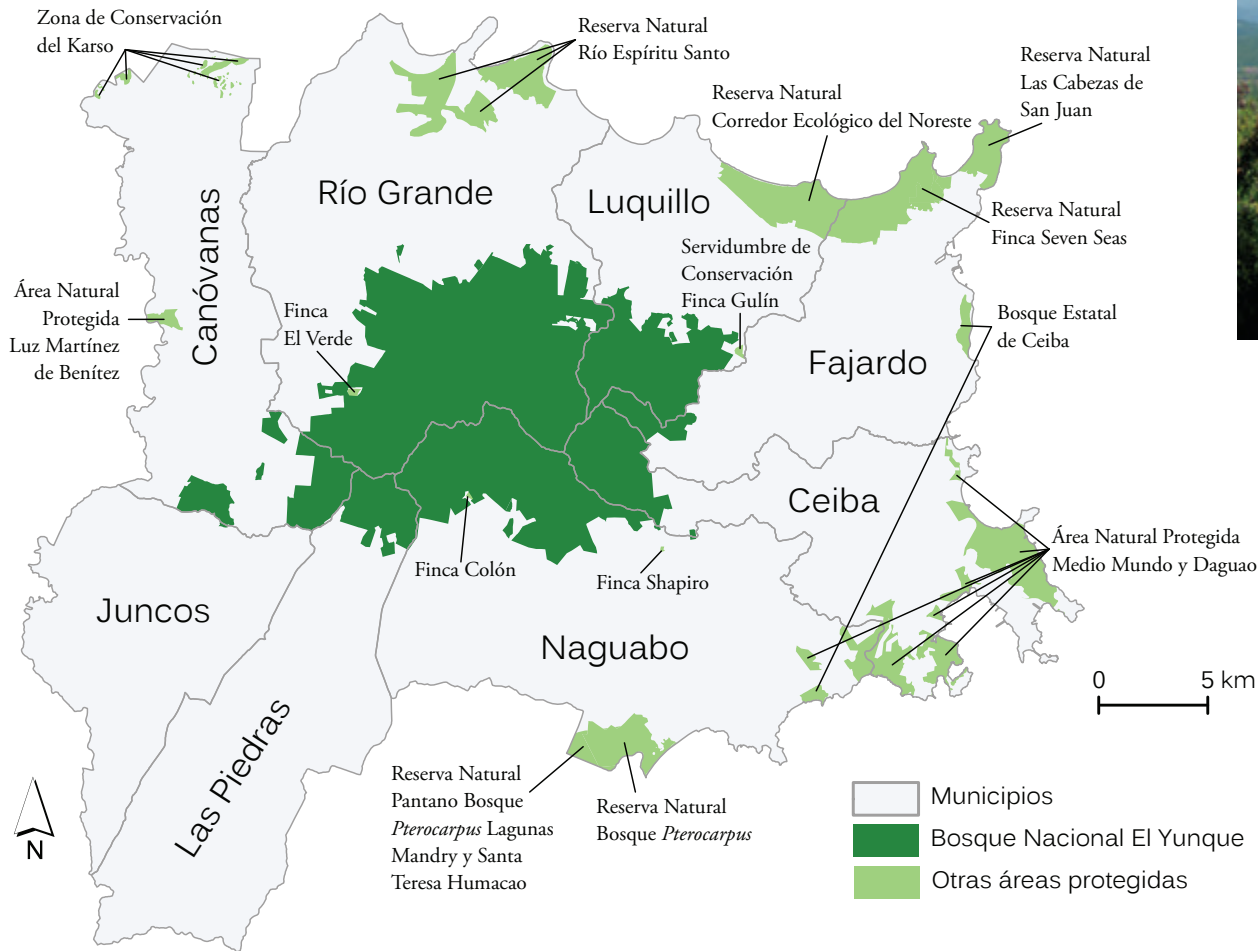 Zona de Conservación
del Karso
Reserva Natural
Río Espíritu Santo
Reserva Natural
Las Cabezas de
San Juan
Reserva Natural
Corredor Ecológico del Noreste
Río Grande
Luquillo
Canóvanas
Reserva Natural
Finca Seven Seas
Servidumbre de
Conservación
Finca Gulín
Área Natural
Protegida
Luz Martínez
de Benítez
Finca
El Verde
Bosque Estatal
de Ceiba
Fajardo
Ceiba
Área Natural Protegida
Medio Mundo y Daguao
Finca Colón
Finca Shapiro
Juncos
Naguabo
Las Piedras
0 5 km
Reserva Natural
Pantano Bosque
Pterocarpus Lagunas
Mandry y Santa
Teresa Humacao
Reserva Natural
Bosque Pterocarpus
N
Municipios
Bosque Nacional El Yunque
Otras áreas protegidas